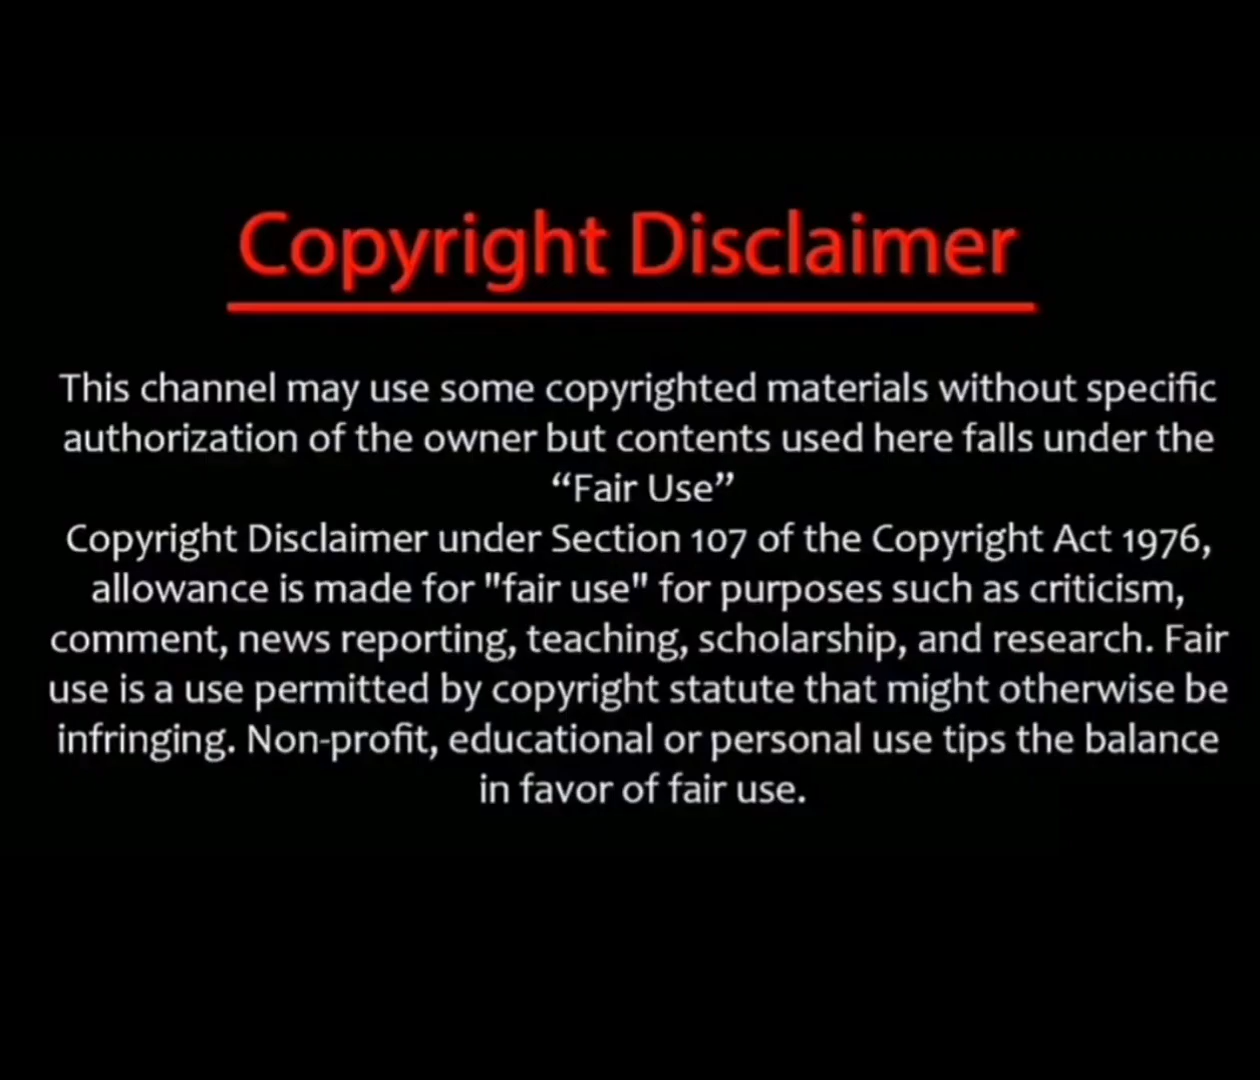 Copyright Disclaimer
This channel may use some copyrighted materials without specific
authorization of the owner but contents used here falls under the
“Fair Use”
Copyright Disclaimer under Section 107 of the Copyright Act 1976,
allowance is made for "fair use" for purposes such as criticism,
comment, news reporting, teaching, scholarship, and research. Fair
use is a use permitted by copyright statute that might otherwise be
infringing. Non-profit, educational or personal use tips the balance
in favor of fair use.